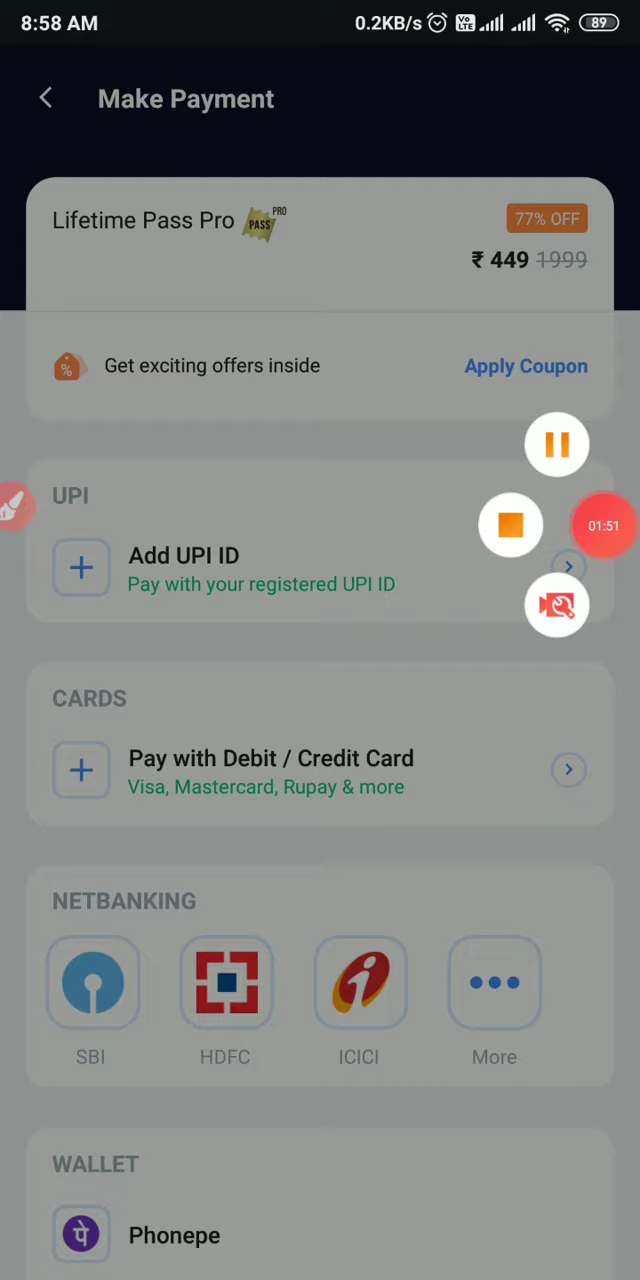 8:58 AM 0.2KB/s Vo LTE 89
Make Payment
Lifetime Pass Pro PASS PRO 77% OFF
₹ 449 1999
% Get exciting offers inside Apply Coupon
UPI
01:51
Add UPI ID
Pay with your registered UPI ID
CARDS
Pay with Debit / Credit Card
Visa, Mastercard, Rupay & more
NETBANKING
SBI HDFC ICICI More
WALLET
पे Phonepe